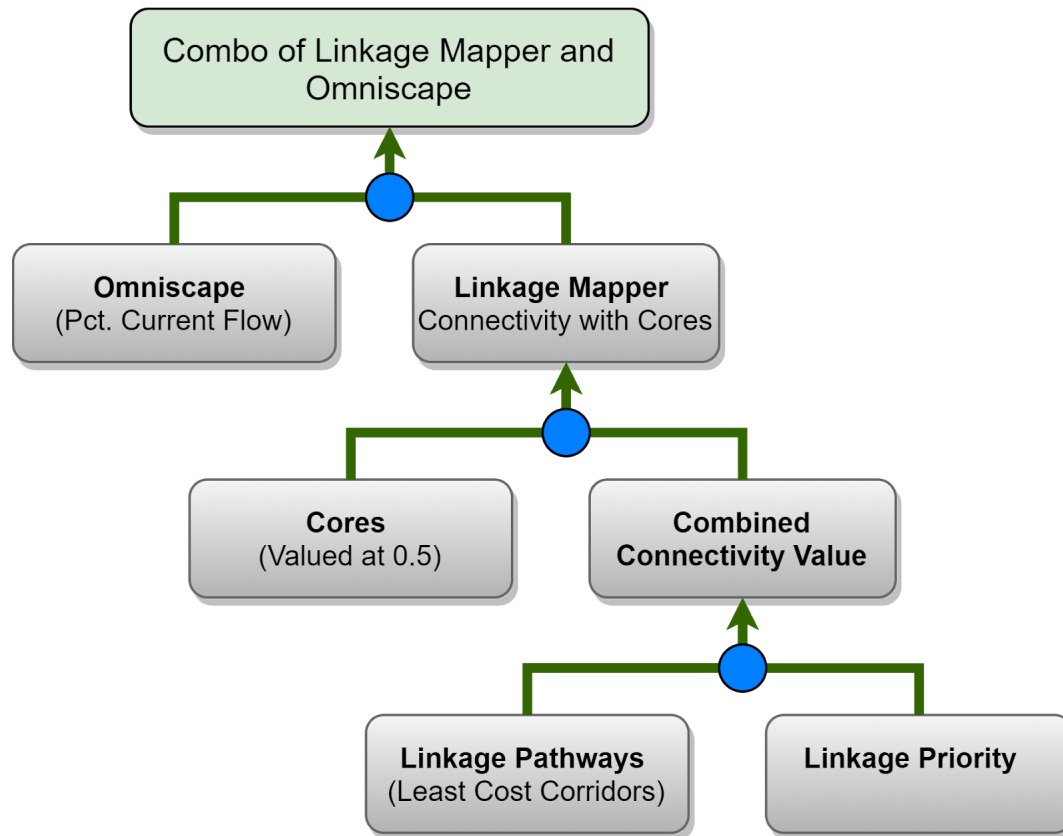 Combo of Linkage Mapper and
Omniscape
Omniscape
(Pct. Current Flow)
Linkage Mapper
Connectivity with Cores
Cores
(Valued at 0.5)
Combined
Connectivity Value
Linkage Pathways
(Least Cost Corridors)
Linkage Priority